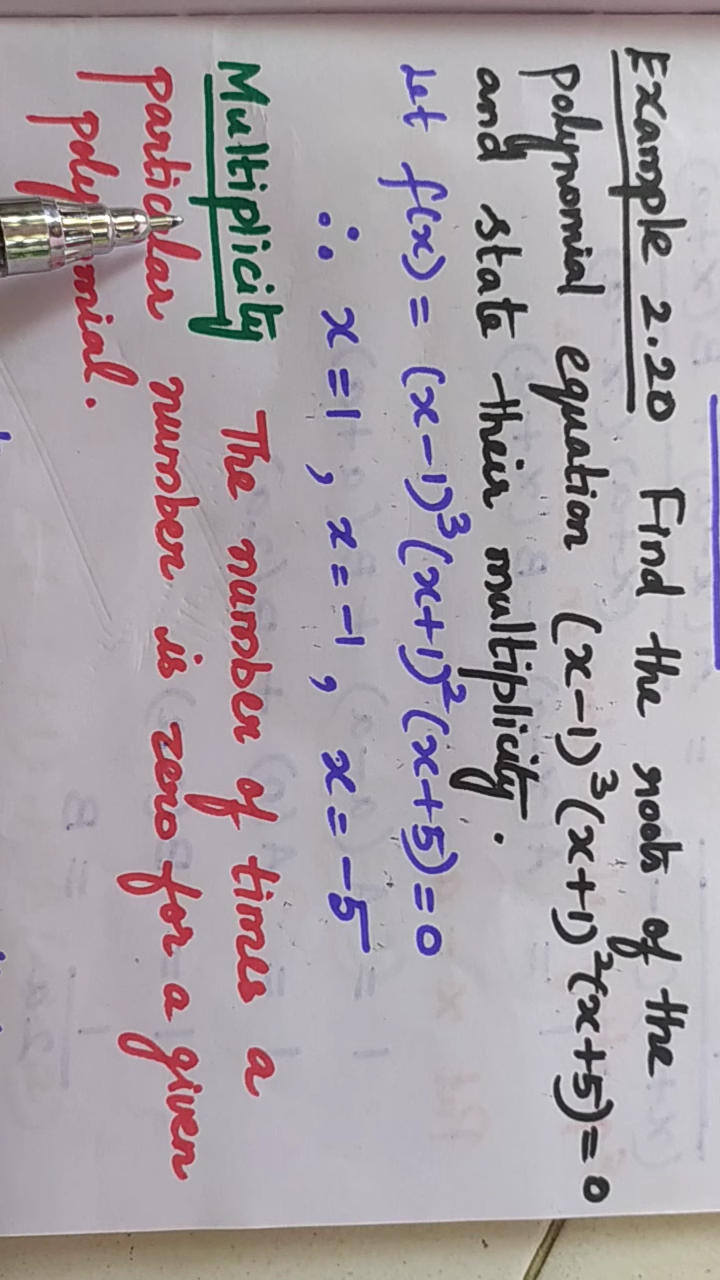 Example 2.20 Find the roots of the
polynomial equation (x-1)³(x+1)²(x+5)=0
and state their multiplicity.
Let f(x) = (x-1)³(x+1)²(x+5)=0
∴ x=1, x=-1, x=-5
Multiplicity The number of times a
particular number is zero for a given